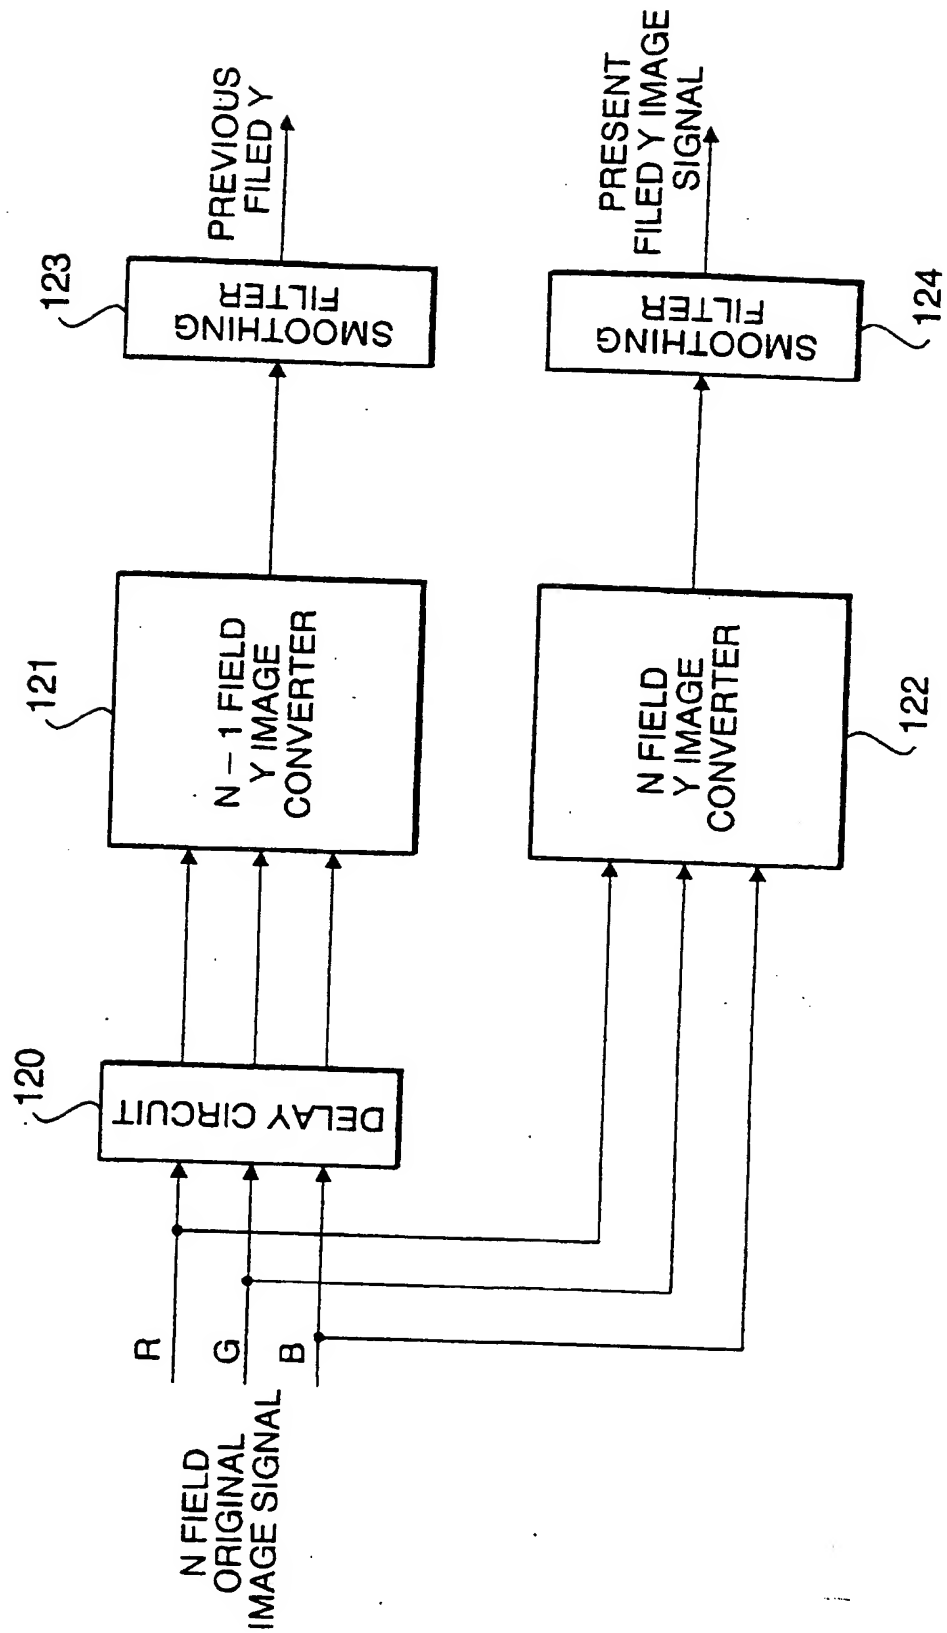 N FIELD
ORIGINAL
IMAGE SIGNAL
R
G
B
120
DELAY CIRCUIT
121
N – 1 FIELD
Y IMAGE
CONVERTER
123
SMOOTHING
FILTER
PREVIOUS
FILED Y
122
N FIELD
Y IMAGE
CONVERTER
124
SMOOTHING
FILTER
PRESENT
FILED Y IMAGE
SIGNAL